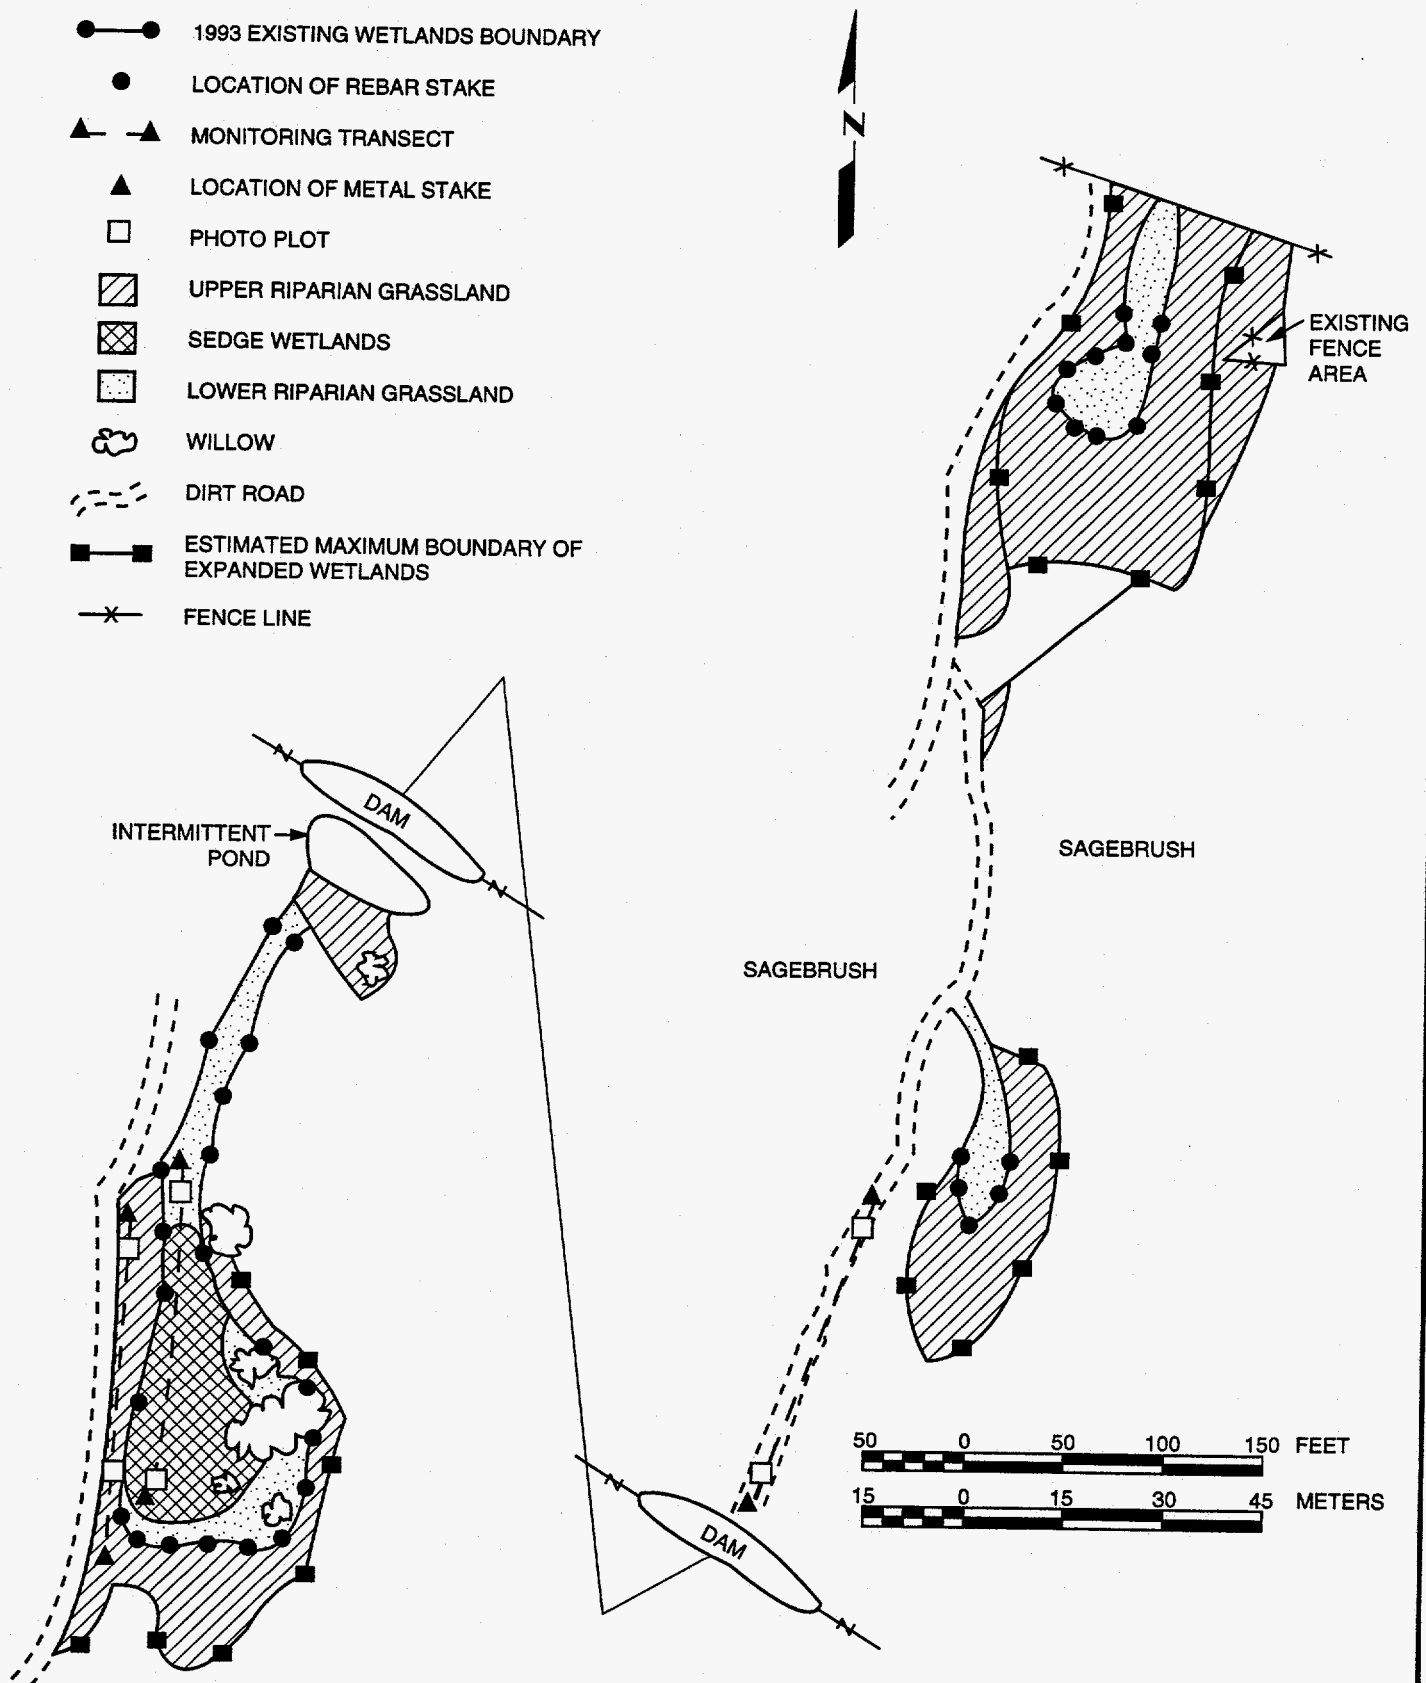 1993 EXISTING WETLANDS BOUNDARY
LOCATION OF REBAR STAKE
MONITORING TRANSECT
LOCATION OF METAL STAKE
PHOTO PLOT
UPPER RIPARIAN GRASSLAND
SEDGE WETLANDS
LOWER RIPARIAN GRASSLAND
WILLOW
DIRT ROAD
ESTIMATED MAXIMUM BOUNDARY OF
EXPANDED WETLANDS
FENCE LINE
N
EXISTING
FENCE
AREA
DAM
INTERMITTENT
POND
SAGEBRUSH
SAGEBRUSH
50 0 50 100 150 FEET
15 0 15 30 45 METERS
DAM